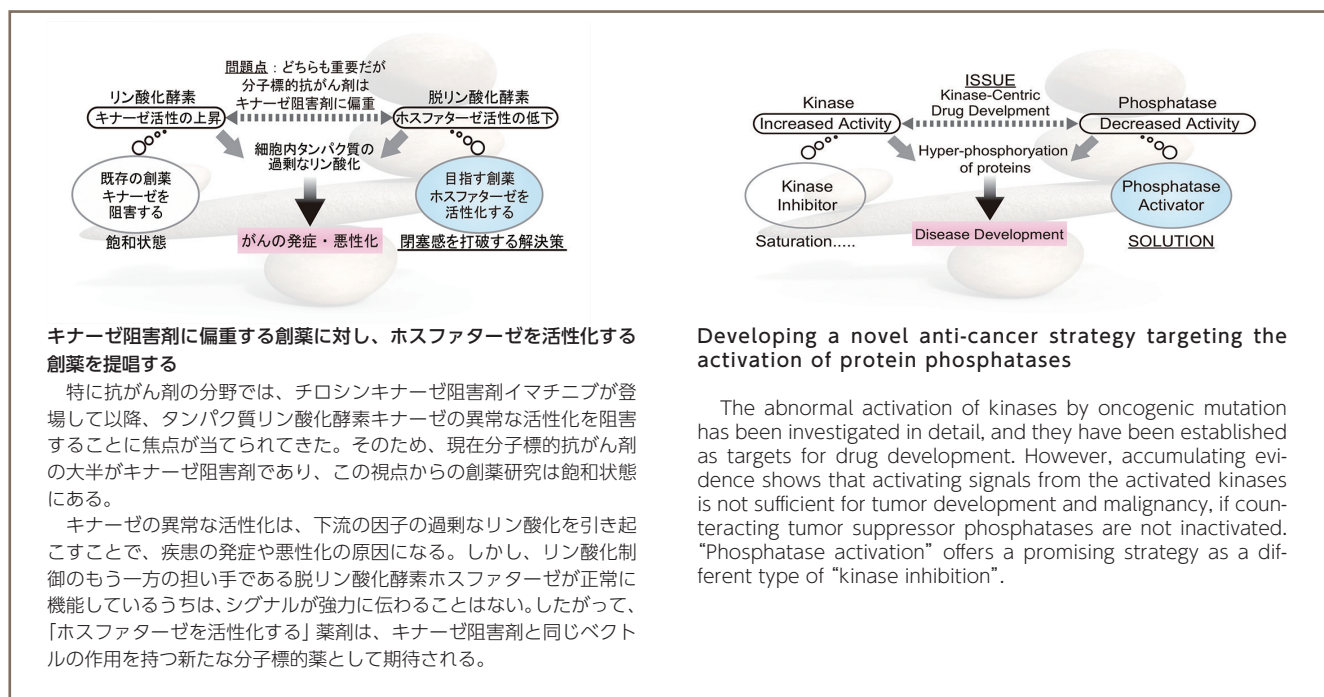 問題点：どちらも重要だが
分子標的抗がん剤は
キナーゼ阻害剤に偏重
リン酸化酵素
キナーゼ活性の上昇
脱リン酸化酵素
ホスファターゼ活性の低下
細胞内タンパク質の
過剰なリン酸化
既存の創薬
キナーゼを
阻害する
飽和状態
がんの発症・悪性化
目指す創薬
ホスファターゼを
活性化する
閉塞感を打破する解決策
キナーゼ阻害剤に偏重する創薬に対し、ホスファターゼを活性化する
創薬を提唱する
特に抗がん剤の分野では、チロシンキナーゼ阻害剤イマチニブが登
場して以降、タンパク質リン酸化酵素キナーゼの異常な活性化を阻害
することに焦点が当てられてきた。そのため、現在分子標的抗がん剤
の大半がキナーゼ阻害剤であり、この視点からの創薬研究は飽和状態
にある。
キナーゼの異常な活性化は、下流の因子の過剰なリン酸化を引き起
こすことで、疾患の発症や悪性化の原因になる。しかし、リン酸化制
御のもう一方の担い手である脱リン酸化酵素ホスファターゼが正常に
機能しているうちは、シグナルが強力に伝わることはない。したがって、
「ホスファターゼを活性化する」薬剤は、キナーゼ阻害剤と同じベクト
ルの作用を持つ新たな分子標的薬として期待される。
ISSUE
Kinase-Centric
Drug Develpment
Kinase
Increased Activity
Phosphatase
Decreased Activity
Hyper-phosphoryation
of proteins
Kinase
Inhibitor
Saturation.....
Disease Development
Phosphatase
Activator
SOLUTION
Developing a novel anti-cancer strategy targeting the
activation of protein phosphatases
The abnormal activation of kinases by oncogenic mutation
has been investigated in detail, and they have been established
as targets for drug development. However, accumulating evi-
dence shows that activating signals from the activated kinases
is not sufficient for tumor development and malignancy, if coun-
teracting tumor suppressor phosphatases are not inactivated.
“Phosphatase activation” offers a promising strategy as a dif-
ferent type of “kinase inhibition”.